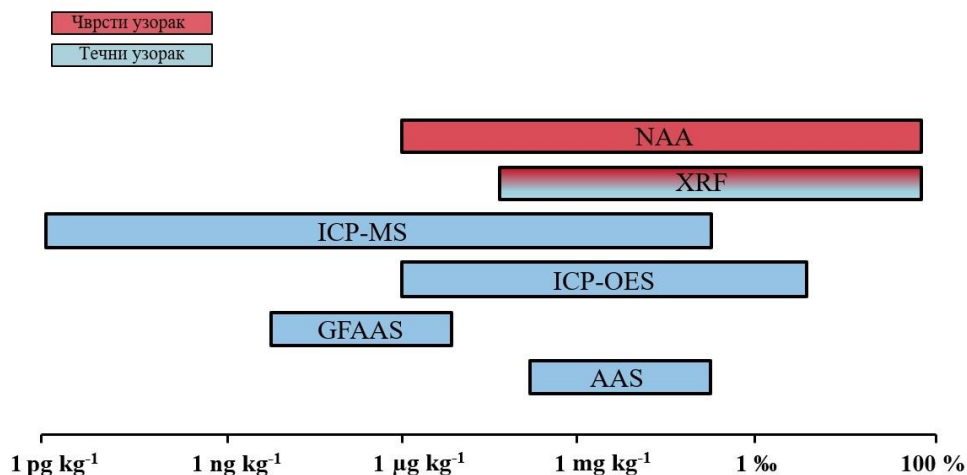 Чврсти узорак
Течни узорак
NAA
XRF
ICP-MS
ICP-OES
GFAAS
AAS
1 pg kg⁻¹ 1 ng kg⁻¹ 1 µg kg⁻¹ 1 mg kg⁻¹ 1 ‰ 100 %